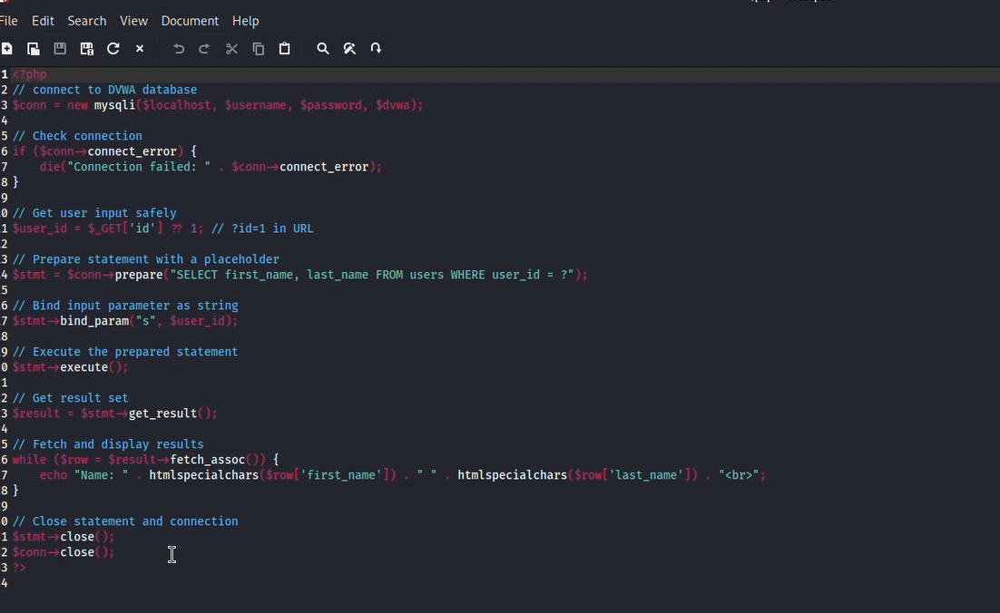 File Edit Search View Document Help
1 <?php
2 // connect to DVWA database
3 $conn = new mysqli($localhost, $username, $password, $dvwa);
4
5 // Check connection
6 if ($conn->connect_error) {
7     die("Connection failed: " . $conn->connect_error);
8 }
9
0 // Get user input safely
1 $user_id = $_GET['id'] ?? 1; // ?id=1 in URL
2
3 // Prepare statement with a placeholder
4 $stmt = $conn->prepare("SELECT first_name, last_name FROM users WHERE user_id = ?");
5
6 // Bind input parameter as string
7 $stmt->bind_param("s", $user_id);
8
9 // Execute the prepared statement
0 $stmt->execute();
1
2 // Get result set
3 $result = $stmt->get_result();
4
5 // Fetch and display results
6 while ($row = $result->fetch_assoc()) {
7     echo "Name: " . htmlspecialchars($row['first_name']) . " " . htmlspecialchars($row['last_name']) . "<br>";
8 }
9
0 // Close statement and connection
1 $stmt->close();
2 $conn->close();
3 ?>
4